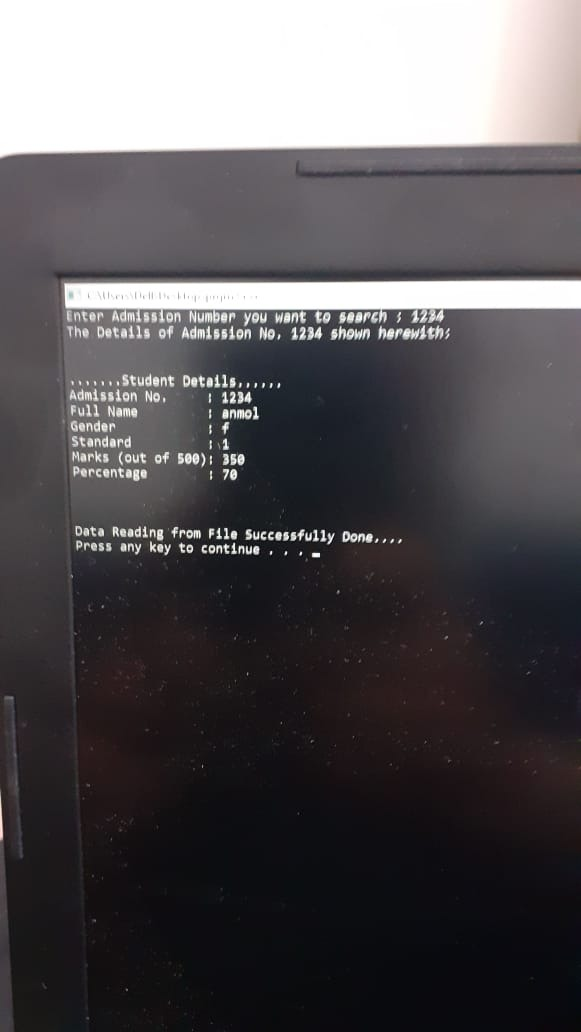 Enter Admission Number you want to search : 1234
The Details of Admission No. 1234 shown herewith:
.......Student Details......
Admission No. : 1234
Full Name : anmol
Gender : f
Standard : 1
Marks (out of 500): 350
Percentage : 70
Data Reading from File Successfully Done....
Press any key to continue . . .